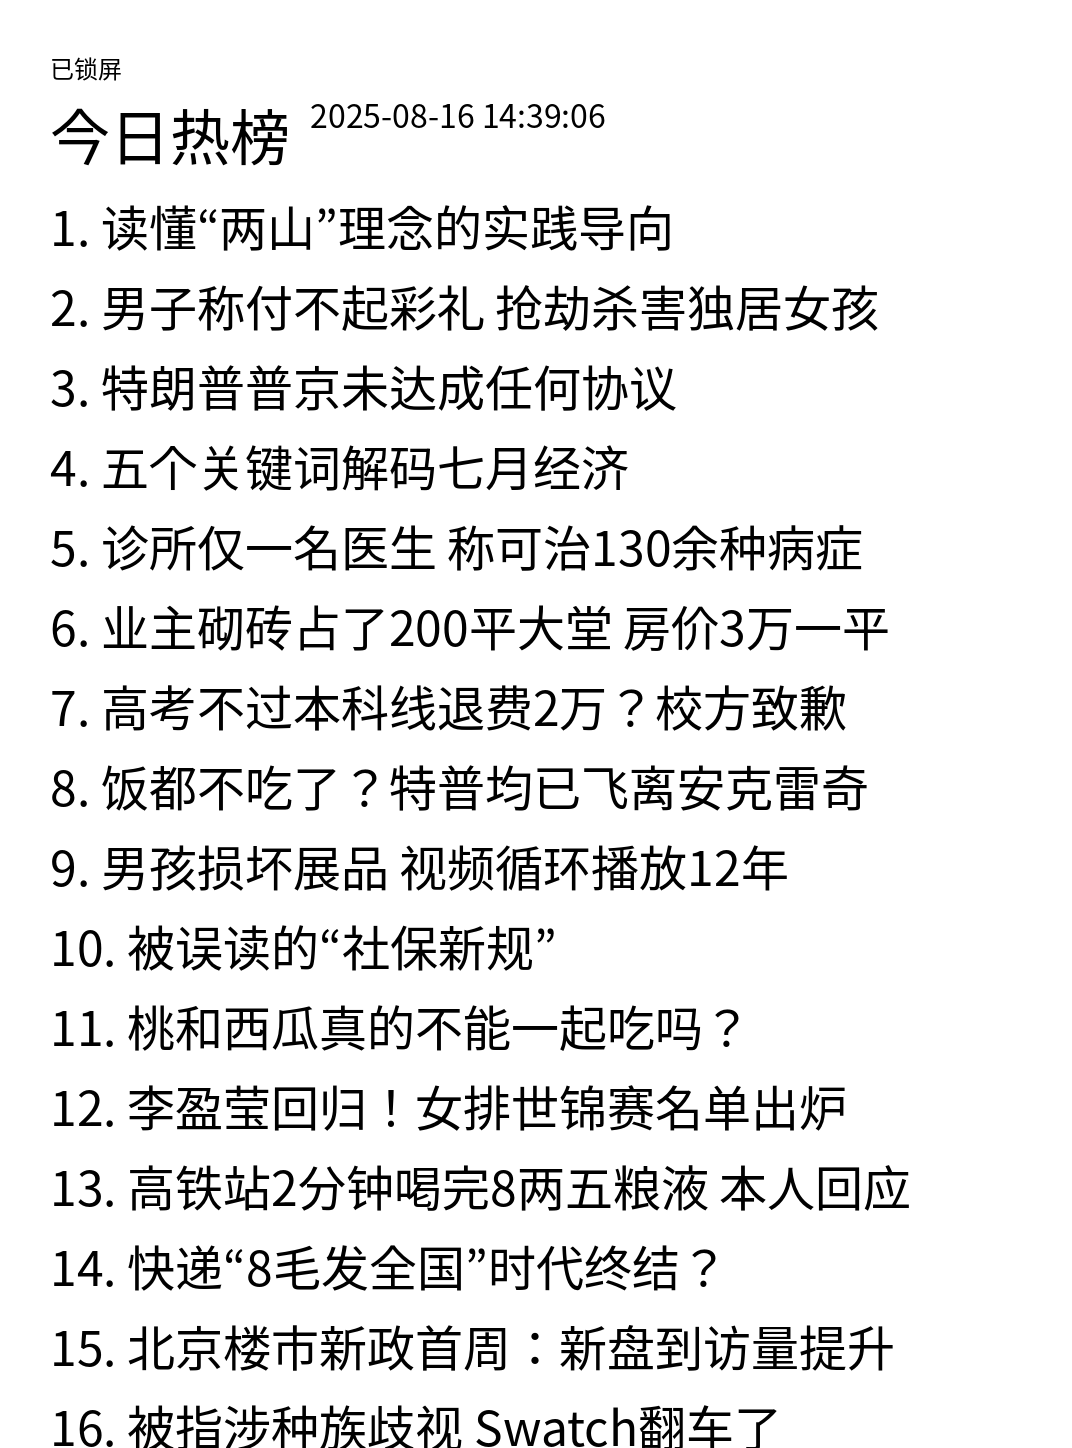 已锁屏
今日热榜 2025-08-16 14:39:06
1. 读懂“两山”理念的实践导向
2. 男子称付不起彩礼 抢劫杀害独居女孩
3. 特朗普普京未达成任何协议
4. 五个关键词解码七月经济
5. 诊所仅一名医生 称可治130余种病症
6. 业主砌砖占了200平大堂 房价3万一平
7. 高考不过本科线退费2万？校方致歉
8. 饭都不吃了？特普均已飞离安克雷奇
9. 男孩损坏展品 视频循环播放12年
10. 被误读的“社保新规”
11. 桃和西瓜真的不能一起吃吗？
12. 李盈莹回归！女排世锦赛名单出炉
13. 高铁站2分钟喝完8两五粮液 本人回应
14. 快递“8毛发全国”时代终结？
15. 北京楼市新政首周：新盘到访量提升
16. 被指涉种族歧视 Swatch翻车了